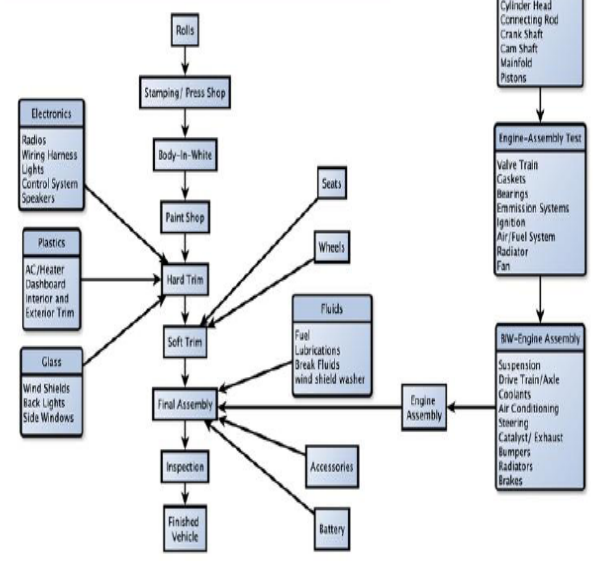 Rolls
Stamping/ Press Shop
Body-In-White
Paint Shop
Hard Trim
Soft Trim
Final Assembly
Inspection
Finished
Vehicle
Electronics
Radios
Wiring Harness
Lights
Control System
Speakers
Plastics
AC/Heater
Dashboard
Interior and
Exterior Trim
Glass
Wind Shields
Back Lights
Side Windows
Seats
Wheels
Fluids
Fuel
Lubrications
Break Fluids
wind shield washer
Accessories
Battery
Engine
Assembly
Cylinder Head
Connecting Rod
Crank Shaft
Cam Shaft
Mainfold
Pistons
Engine-Assembly Test
Valve Train
Gaskets
Bearings
Emmission Systems
Ignition
Air/Fuel System
Radiator
Fan
BIW-Engine Assembly
Suspension
Drive Train/Axle
Coolants
Air Conditioning
Steering
Catalyst/ Exhaust
Bumpers
Radiators
Brakes